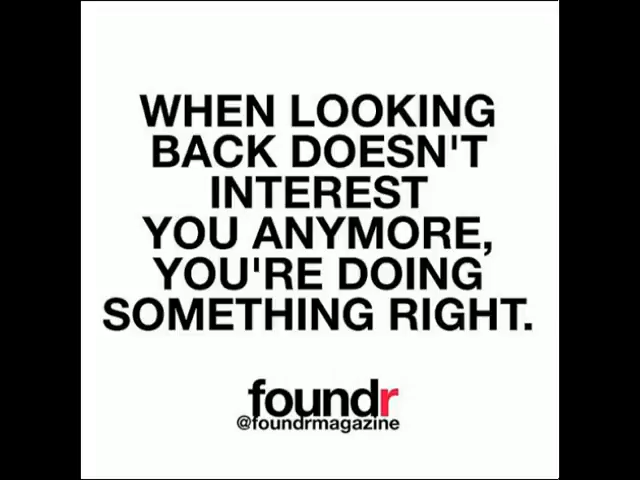 WHEN LOOKING
BACK DOESN'T
INTEREST
YOU ANYMORE,
YOU'RE DOING
SOMETHING RIGHT.
foundr
@foundrmagazine